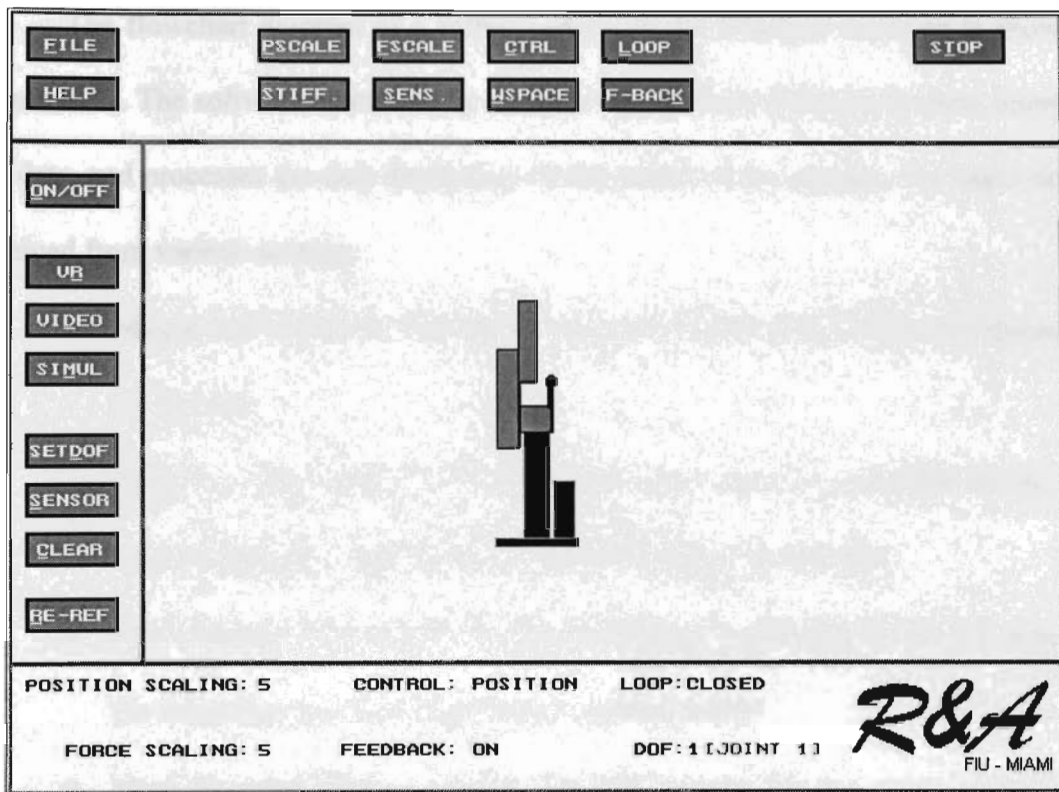 FILE PSCALE FSCALE CTRL LOOP STOP
HELP STIFF. SENS. WSPACE F-BACK
ON/OFF
VR
VIDEO
SIMUL
SETDOF
SENSOR
CLEAR
RE-REF
POSITION SCALING: 5 CONTROL: POSITION LOOP:CLOSED
FORCE SCALING: 5 FEEDBACK: ON DOF:1[JOINT 1]
R&A
FIU - MIAMI